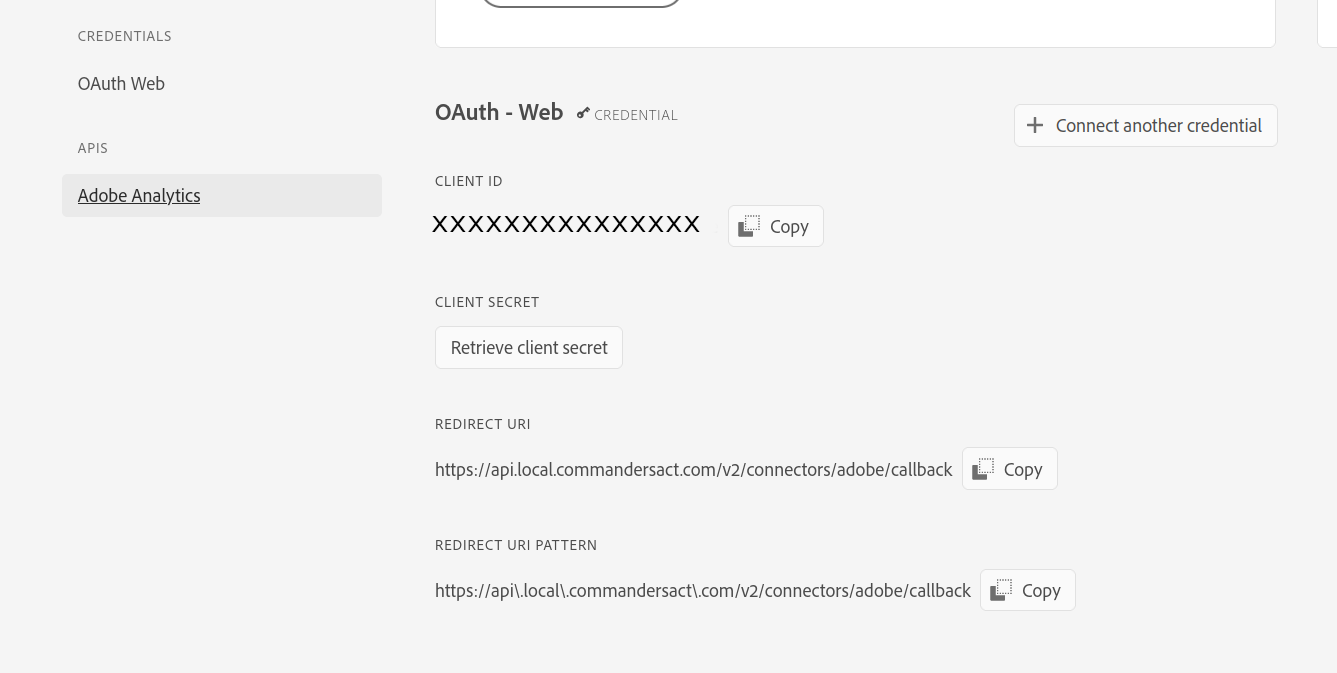 CREDENTIALS
OAuth Web
APIS
Adobe Analytics
OAuth - Web CREDENTIAL
Connect another credential
CLIENT ID
XXXXXXXXXXXXXXX Copy
CLIENT SECRET
Retrieve client secret
REDIRECT URI
https://api.local.commandersact.com/v2/connectors/adobe/callback Copy
REDIRECT URI PATTERN
https://api\.local\.commandersact\.com/v2/connectors/adobe/callback Copy